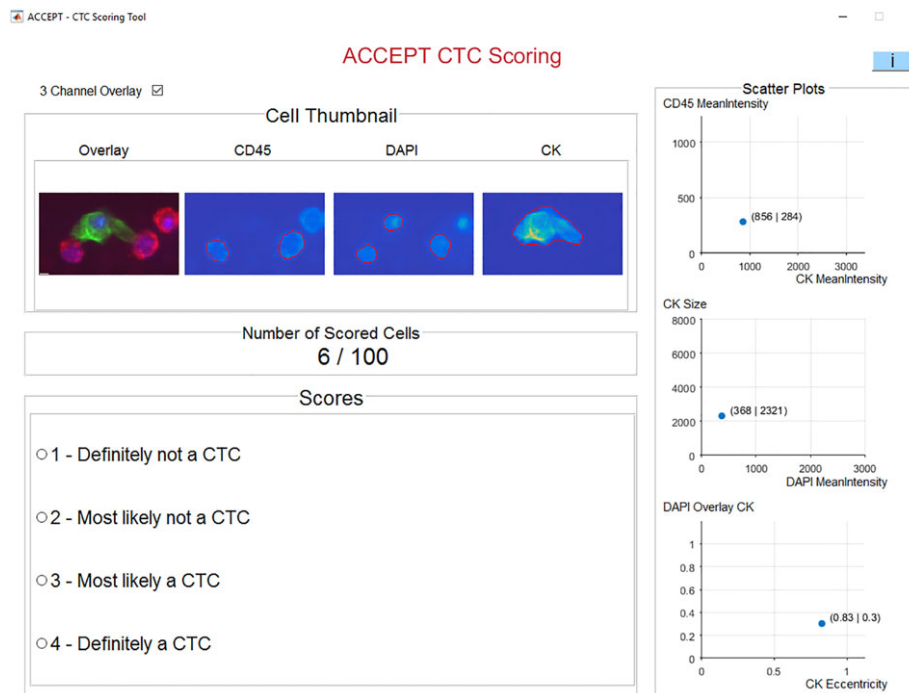 ACCEPT - CTC Scoring Tool
ACCEPT CTC Scoring
i
3 Channel Overlay
Cell Thumbnail
Overlay CD45 DAPI CK
Number of Scored Cells
6 / 100
Scores
1 - Definitely not a CTC
2 - Most likely not a CTC
3 - Most likely a CTC
4 - Definitely a CTC
Scatter Plots
CD45 MeanIntensity
1000
500
0
(856 | 284)
0 1000 2000 3000
CK MeanIntensity
CK Size
8000
6000
4000
2000
0
(368 | 2321)
0 1000 2000 3000
DAPI MeanIntensity
DAPI Overlay CK
1
0.8
0.6
0.4
0.2
0
(0.83 | 0.3)
0 0.5 1
CK Eccentricity